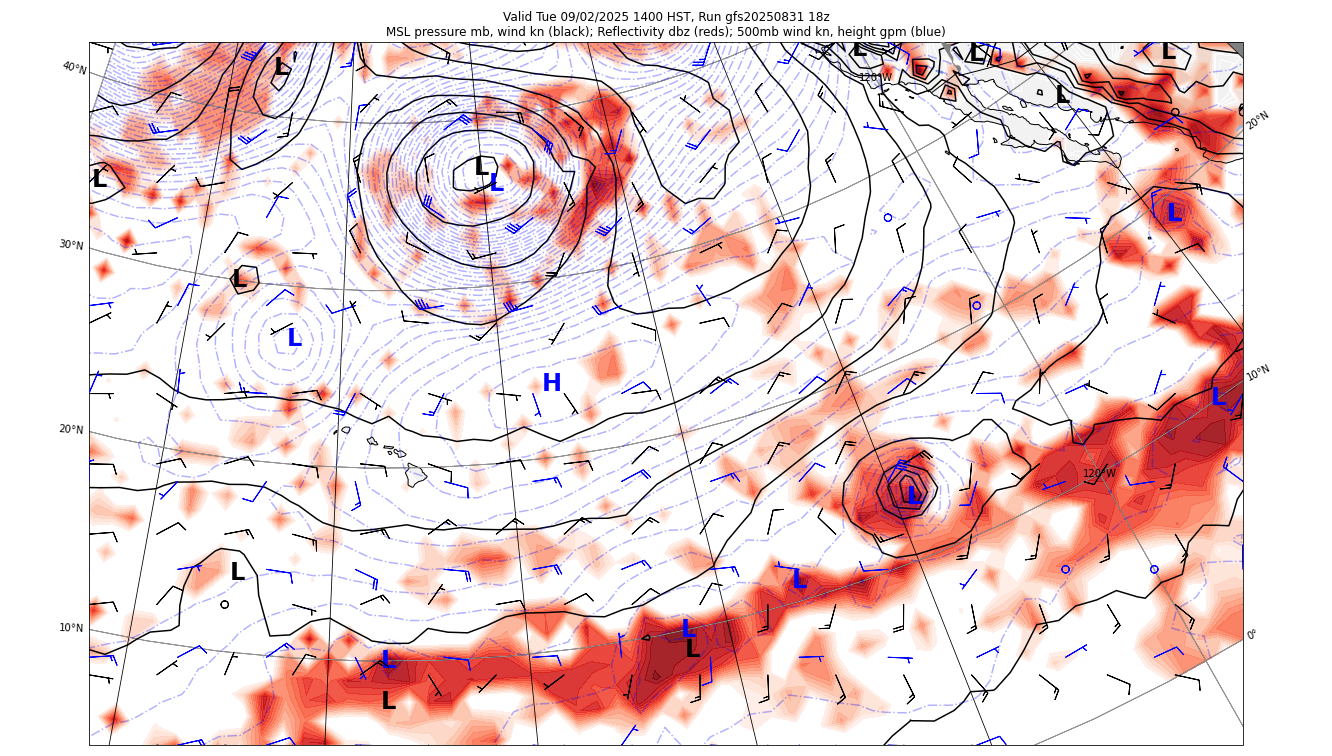 Valid Tue 09/02/2025 1400 HST, Run gfs20250831 18z
MSL pressure mb, wind kn (black); Reflectivity dbz (reds); 500mb wind kn, height gpm (blue)
L L L L
40°N 120°W L
20°N
L L L
L
30°N
L
L
10°N
H
L
20°N
120°W
L
L L
10°N
L
0°
L
L
L